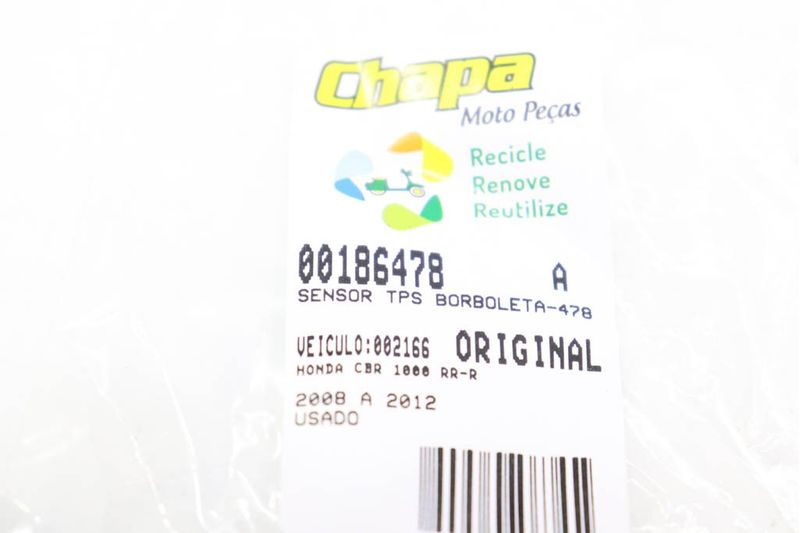 Chapa
Moto Peças
Recicle
Renove
Reutilize
00186478 A
SENSOR TPS BORBOLETA-478
VEICULO:002166 ORIGINAL
HONDA CBR 1000 RR-R
2008 A 2012
USADO